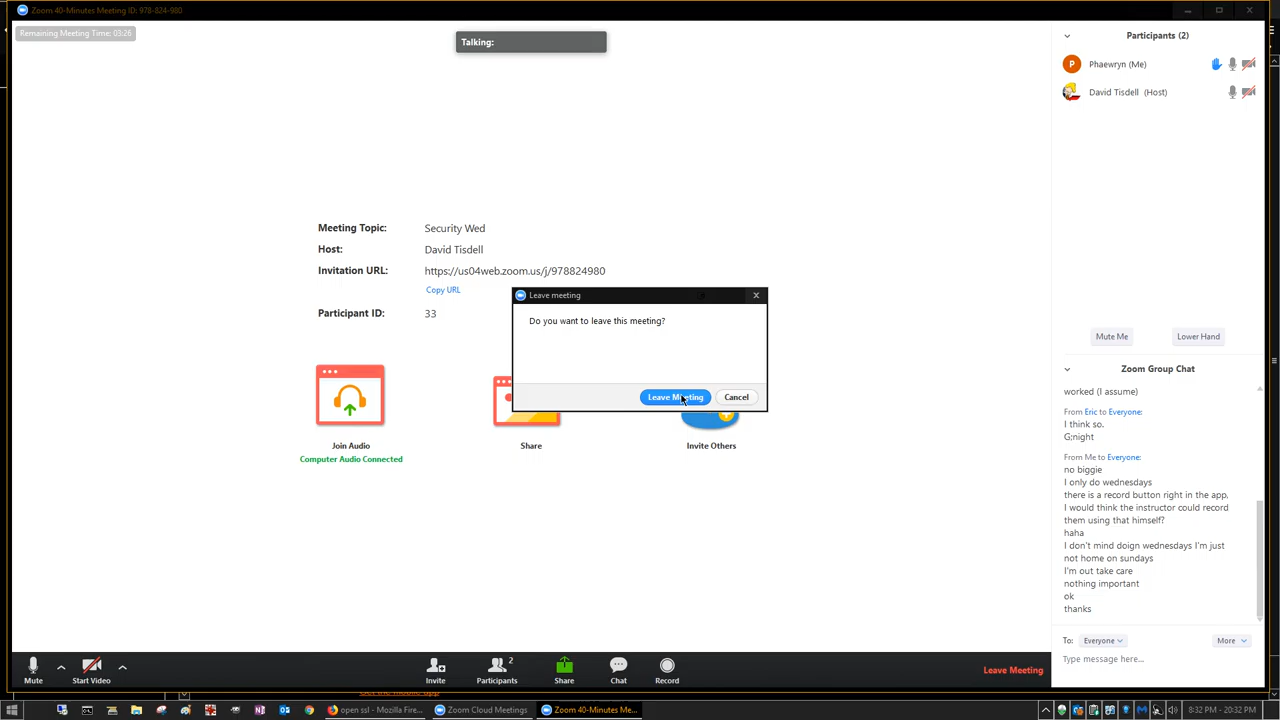 Zoom 40-Minutes Meeting ID: 978-824-980
Remaining Meeting Time: 03:26
Talking:
Participants (2)
P Phaewryn (Me)
David Tisdell (Host)
Meeting Topic: Security Wed
Host: David Tisdell
Invitation URL: https://us04web.zoom.us/j/978824980
Copy URL
Participant ID: 33
Leave meeting
Do you want to leave this meeting?
Leave Meeting Cancel
Join Audio
Computer Audio Connected
Share
Invite Others
Mute Me Lower Hand
Zoom Group Chat
worked (I assume)
From Eric to Everyone:
I think so.
G;night
From Me to Everyone:
no biggie
I only do wednesdays
there is a record button right in the app,
I would think the instructor could record
them using that himself?
haha
I don't mind doign wednesdays I'm just
not home on sundays
I'm out take care
nothing important
ok
thanks
To: Everyone More
Type message here...
Mute Start Video Invite Participants 2 Share Chat Record Leave Meeting
open ssl - Mozilla Fire... Zoom Cloud Meetings Zoom 40-Minutes Me... 8:32 PM - 20:32 PM